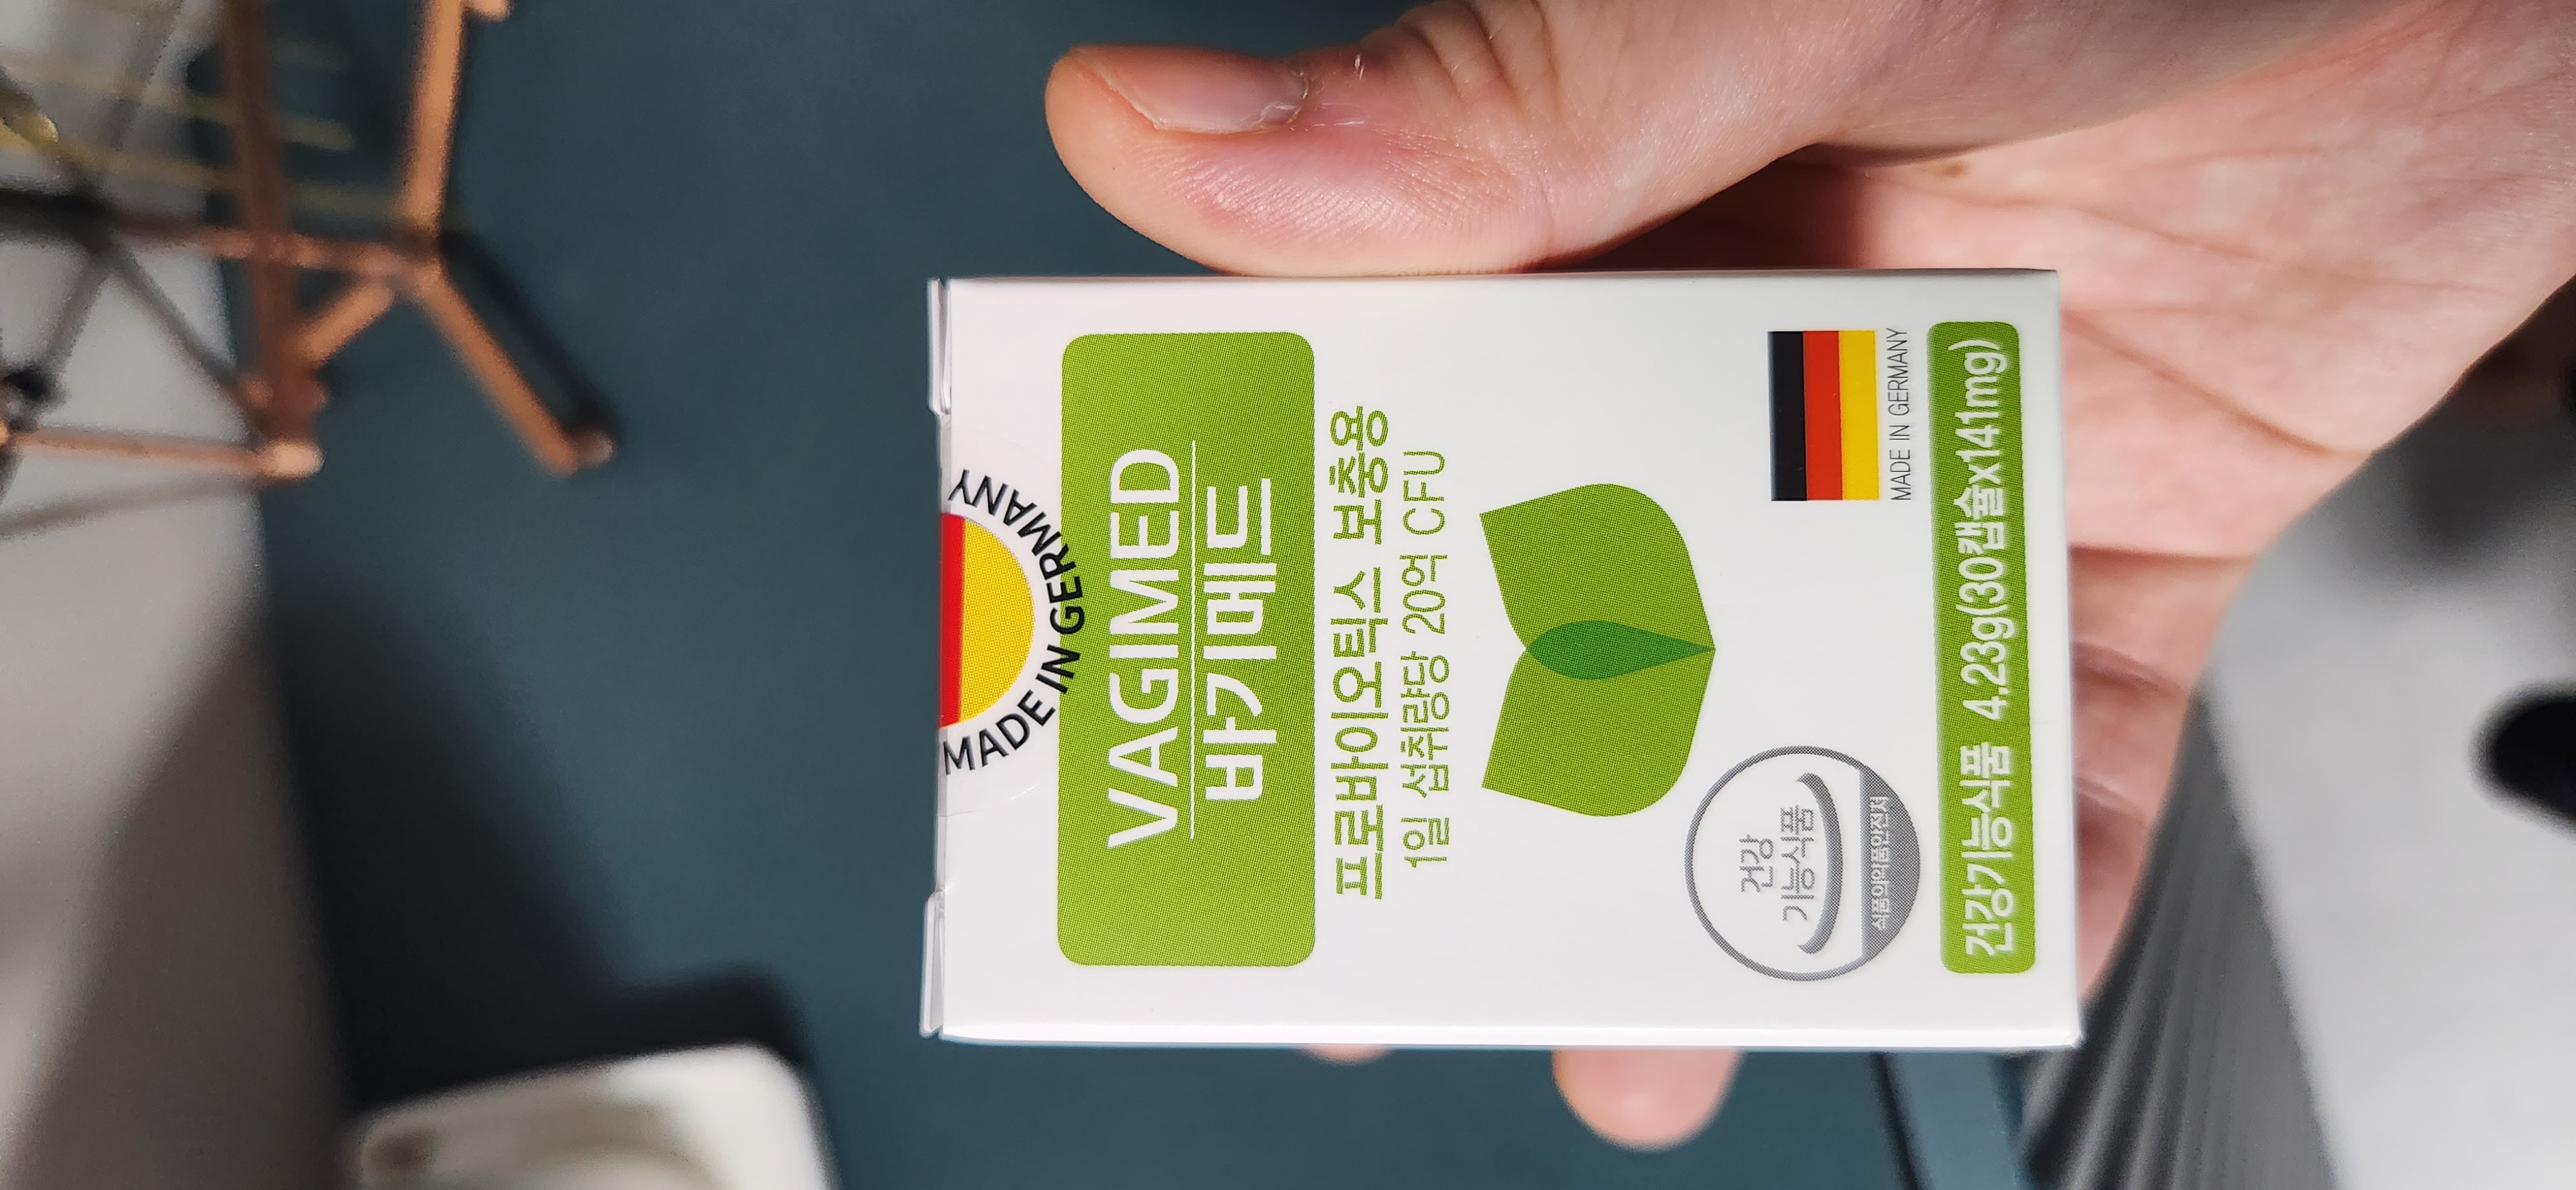 MADE IN GERMANY
VAGIMED
바기메드
프로바이오틱스 보충용
1일 섭취량당 20억 CFU
MADE IN GERMANY
건강
기능식품
식품의약품안전처
건강기능식품 4.23g(30캡슐x141mg)